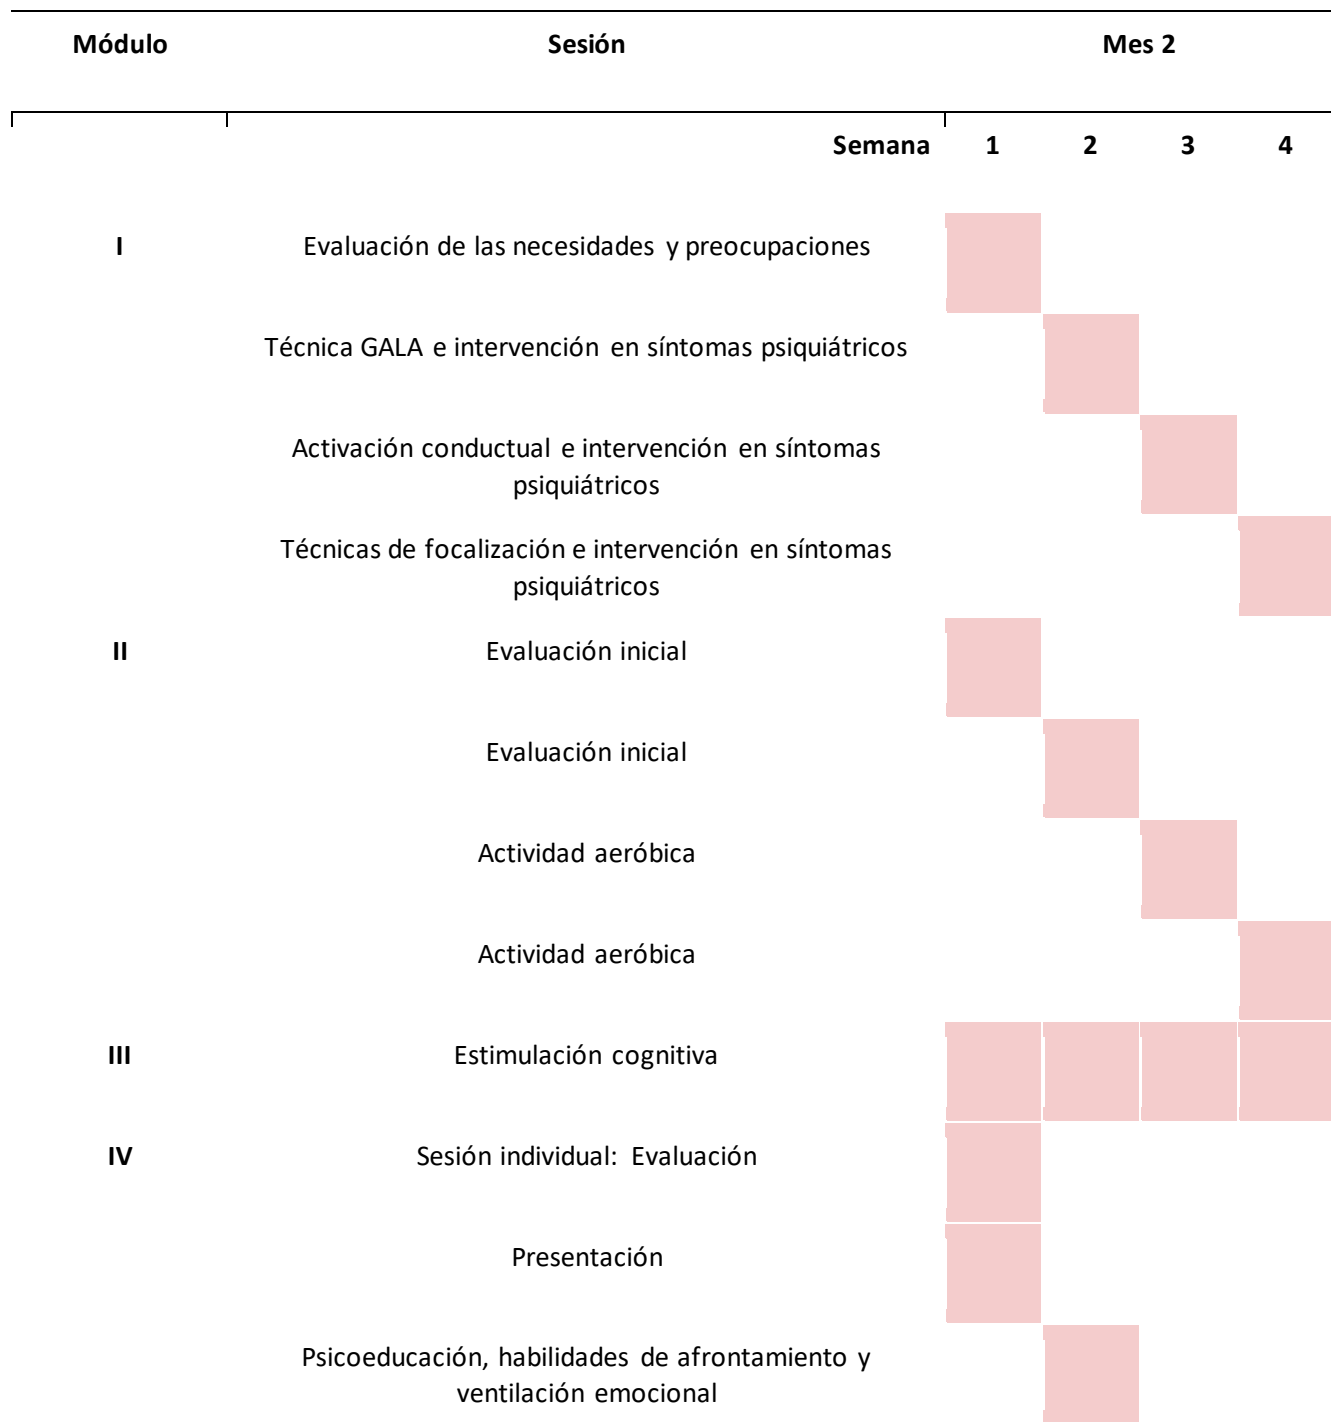 Módulo Sesión Mes 2
Semana 1 2 3 4
I Evaluación de las necesidades y preocupaciones
Técnica GALA e intervención en síntomas psiquiátricos
Activación conductual e intervención en síntomas
psiquiátricos
Técnicas de focalización e intervención en síntomas
psiquiátricos
II Evaluación inicial
Evaluación inicial
Actividad aeróbica
Actividad aeróbica
III Estimulación cognitiva
IV Sesión individual: Evaluación
Presentación
Psicoeducación, habilidades de afrontamiento y
ventilación emocional